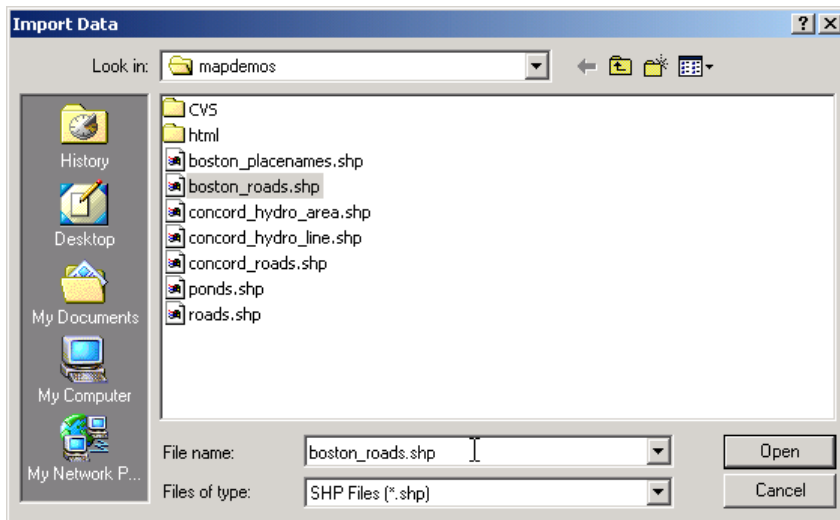 Import Data
Look in: mapdemos
History
Desktop
My Documents
My Computer
My Network P...
CVS
html
boston_placenames.shp
boston_roads.shp
concord_hydro_area.shp
concord_hydro_line.shp
concord_roads.shp
ponds.shp
roads.shp
File name: boston_roads.shp Open
Files of type: SHP Files (*.shp) Cancel